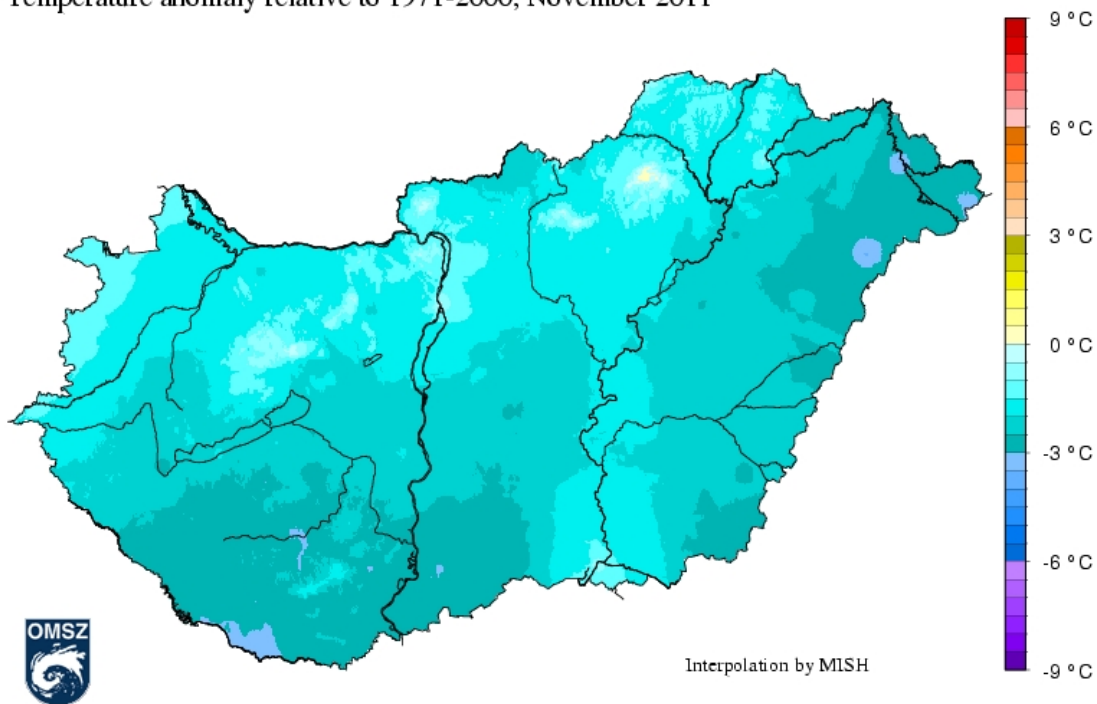 Temperature anomaly relative to 1971-2000, November 2011
9 °C
6 °C
3 °C
0 °C
-3 °C
-6 °C
-9 °C
OMSZ
Interpolation by MISH